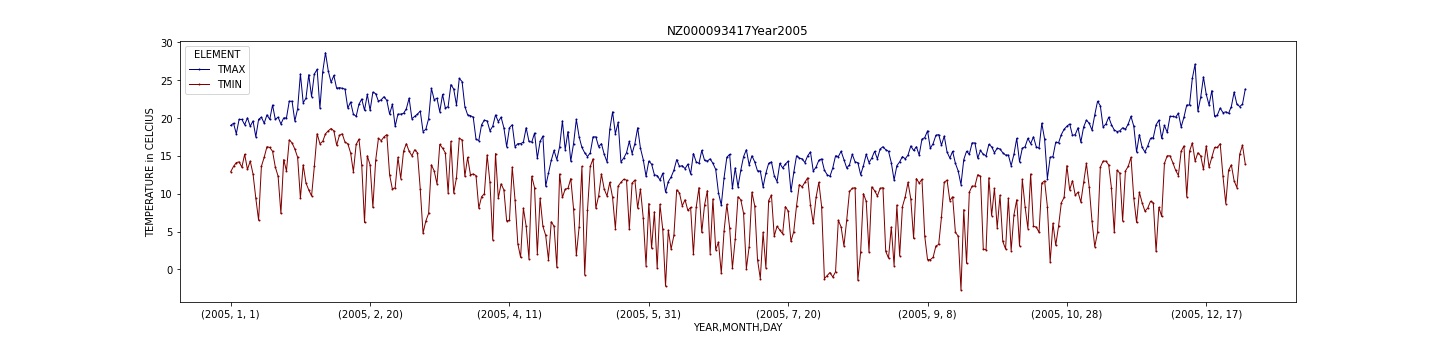 NZ000093417Year2005
ELEMENT
TMAX
TMIN
TEMPERATURE in CELCIUS
30
25
20
15
10
5
0
(2005, 1, 1) (2005, 2, 20) (2005, 4, 11) (2005, 5, 31) (2005, 7, 20) (2005, 9, 8) (2005, 10, 28) (2005, 12, 17)
YEAR,MONTH,DAY